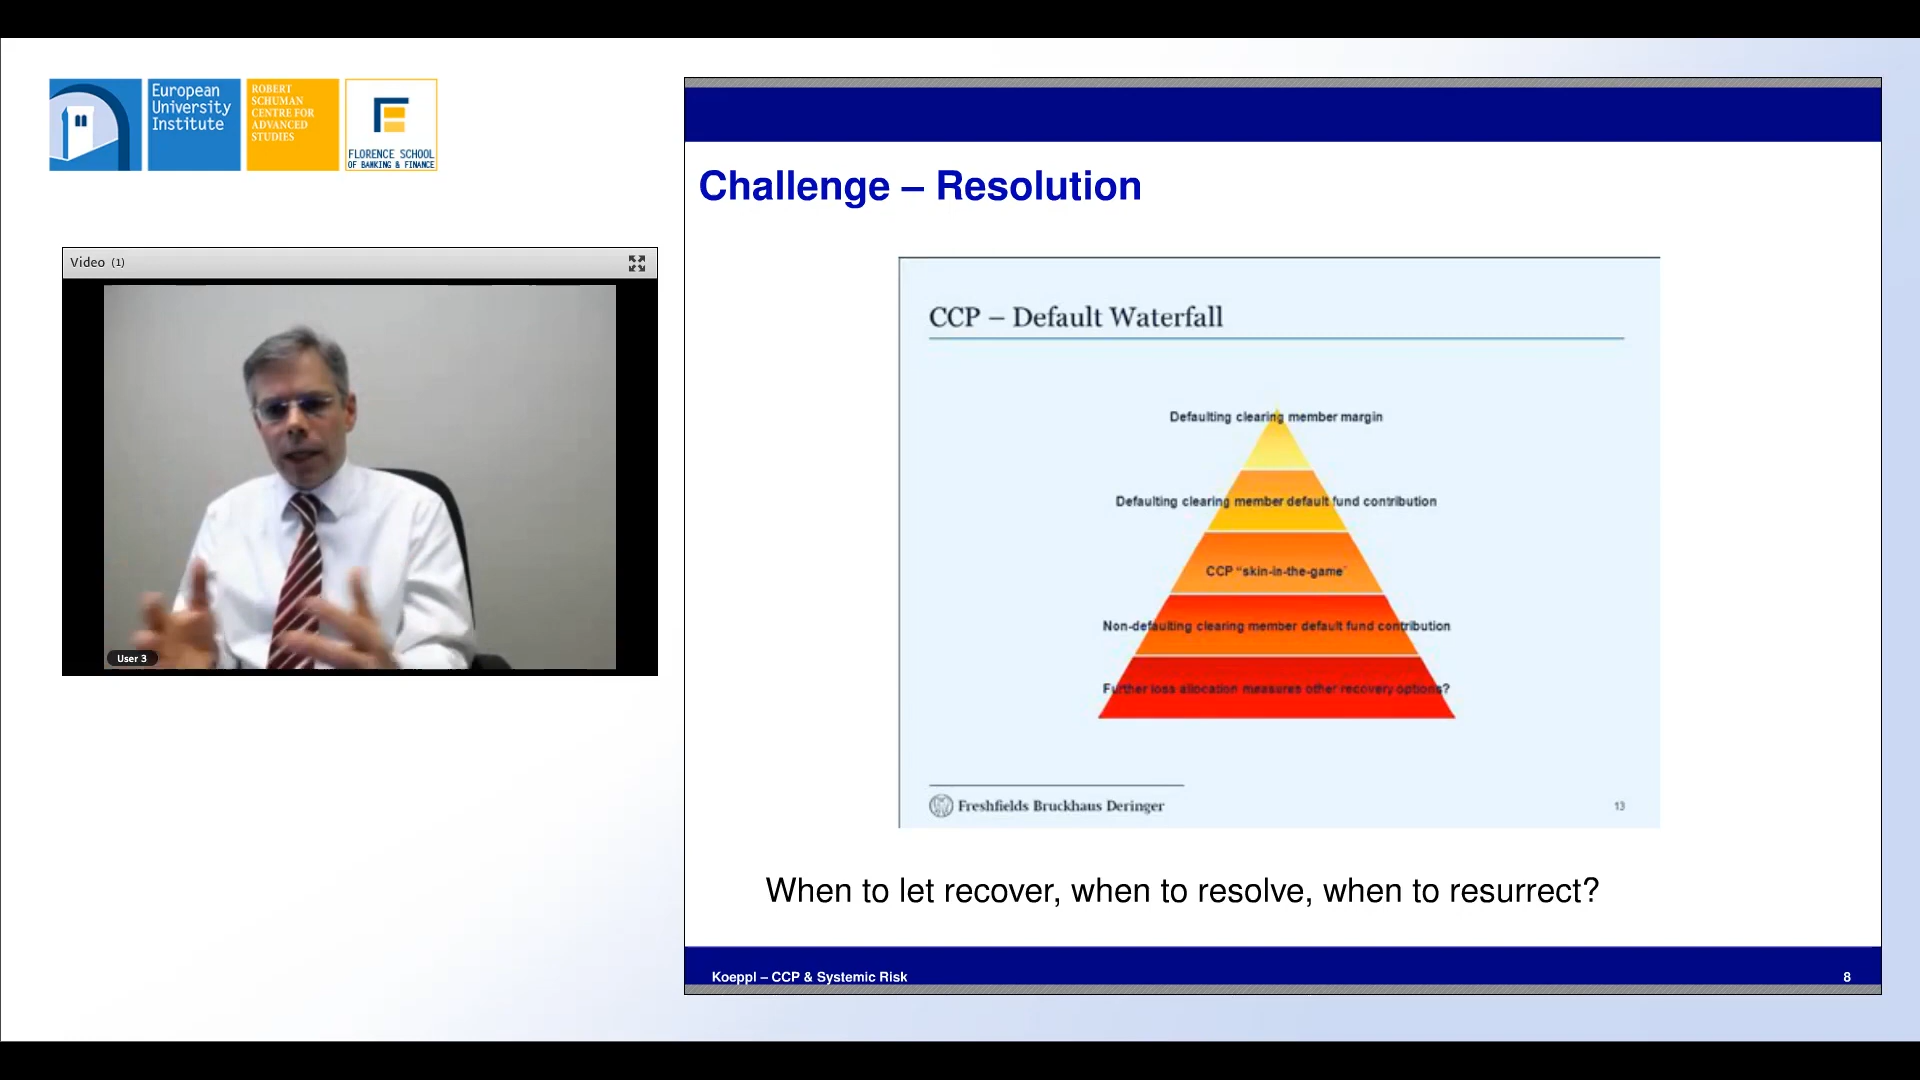 European
University
Institute
ROBERT
SCHUMAN
CENTRE FOR
ADVANCED
STUDIES
FLORENCE SCHOOL
OF BANKING & FINANCE
Video (1)
User 3
Challenge – Resolution
CCP – Default Waterfall
Defaulting clearing member margin
Defaulting clearing member default fund contribution
CCP "skin-in-the-game"
Non-defaulting clearing member default fund contribution
Further loss allocation measures other recovery options?
Freshfields Bruckhaus Deringer
13
When to let recover, when to resolve, when to resurrect?
Koeppl – CCP & Systemic Risk
8